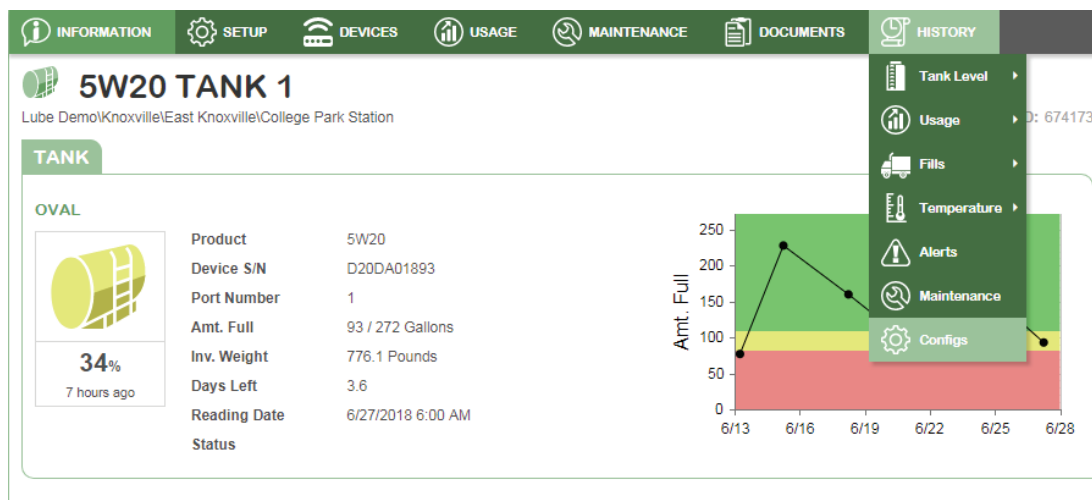 INFORMATION SETUP DEVICES USAGE MAINTENANCE DOCUMENTS HISTORY
5W20 TANK 1
Lube Demo\Knoxville\East Knoxville\College Park Station
674173
TANK
OVAL
34%
7 hours ago
Product 5W20
Device S/N D20DA01893
Port Number 1
Amt. Full 93 / 272 Gallons
Inv. Weight 776.1 Pounds
Days Left 3.6
Reading Date 6/27/2018 6:00 AM
Status
Amt. Full
250
200
150
100
50
0
6/13 6/16 6/19 6/22 6/25 6/28
Tank Level
Usage
Fills
Temperature
Alerts
Maintenance
Configs